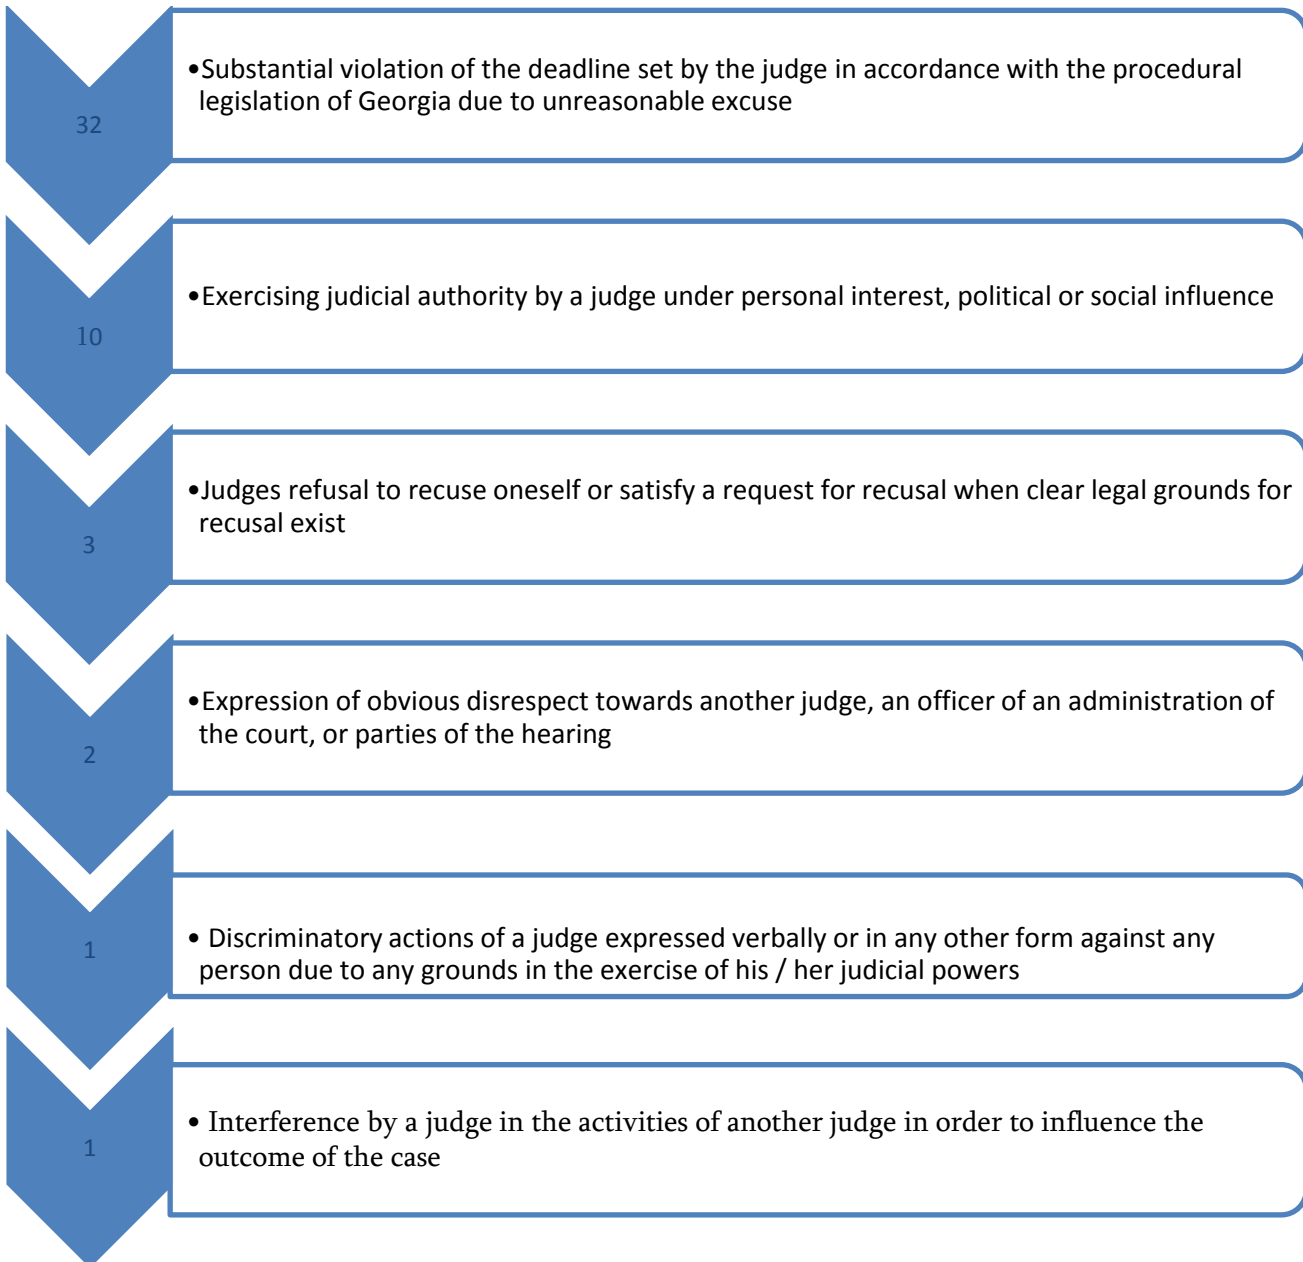 32
•Substantial violation of the deadline set by the judge in accordance with the procedural
legislation of Georgia due to unreasonable excuse
10
•Exercising judicial authority by a judge under personal interest, political or social influence
3
•Judges refusal to recuse oneself or satisfy a request for recusal when clear legal grounds for
recusal exist
2
•Expression of obvious disrespect towards another judge, an officer of an administration of
the court, or parties of the hearing
1
• Discriminatory actions of a judge expressed verbally or in any other form against any
person due to any grounds in the exercise of his / her judicial powers
1
• Interference by a judge in the activities of another judge in order to influence the
outcome of the case